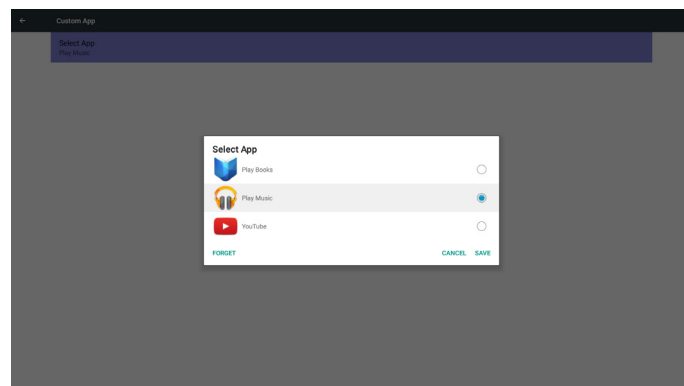 Custom App
Select App
Play Music
Select App
Play Books
Play Music
YouTube
FORGET
CANCEL SAVE